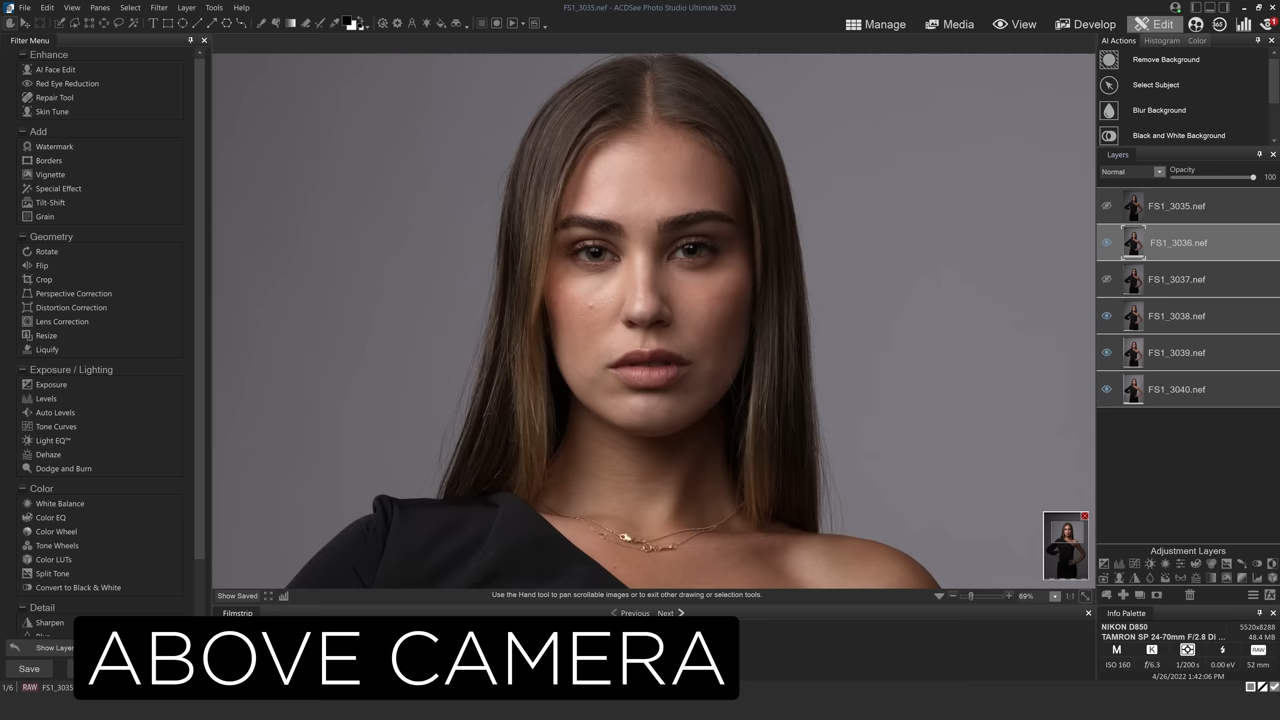 File Edit View Panes Select Filter Layer Tools Help
FS1_3035.nef - ACDSee Photo Studio Ultimate 2023
Manage Media View Develop Edit 365 1
Filter Menu
Enhance
AI Face Edit
Red Eye Reduction
Repair Tool
Skin Tune
Add
Watermark
Borders
Vignette
Special Effect
Tilt-Shift
Grain
Geometry
Rotate
Flip
Crop
Perspective Correction
Distortion Correction
Lens Correction
Resize
Liquify
Exposure / Lighting
Exposure
Levels
Auto Levels
Tone Curves
Light EQ™
Dehaze
Dodge and Burn
Color
White Balance
Color EQ
Color Wheel
Tone Wheels
Color LUTs
Split Tone
Convert to Black & White
Detail
Sharpen
Show Layer
Save
1/6 RAW FS1_3035
Show Saved
Use the Hand tool to pan scrollable images or to exit other drawing or selection tools.
69% 1:1
Filmstrip
Previous Next
ABOVE CAMERA
AI Actions Histogram Color
Remove Background
Select Subject
Blur Background
Black and White Background
Layers
Normal Opacity 100
FS1_3035.nef
FS1_3036.nef
FS1_3037.nef
FS1_3038.nef
FS1_3039.nef
FS1_3040.nef
Adjustment Layers
Info Palette
NIKON D850 5520x8288
TAMRON SP 24-70mm F/2.8 Di ... 48.4 MB
M K RAW
ISO 160 f/6.3 1/200 s 0.00 eV 52 mm
4/26/2022 1:42:06 PM